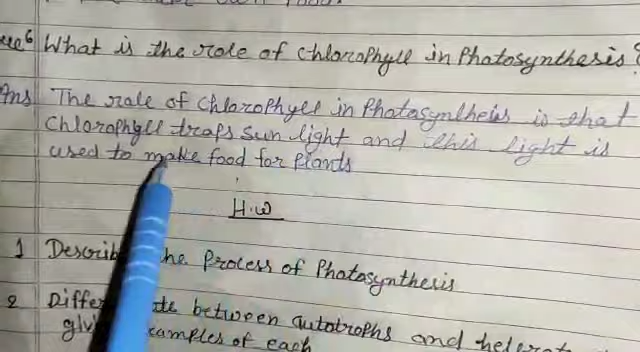 What is the role of chlorophyll in Photosynthesis?
Ans The role of chlorophyll in Photosynthesis is that
chlorophyll traps sun light and this light is
used to make food for plants
H.W
1 Describ the Process of Photosynthesis
2 between autotrophs and
of each